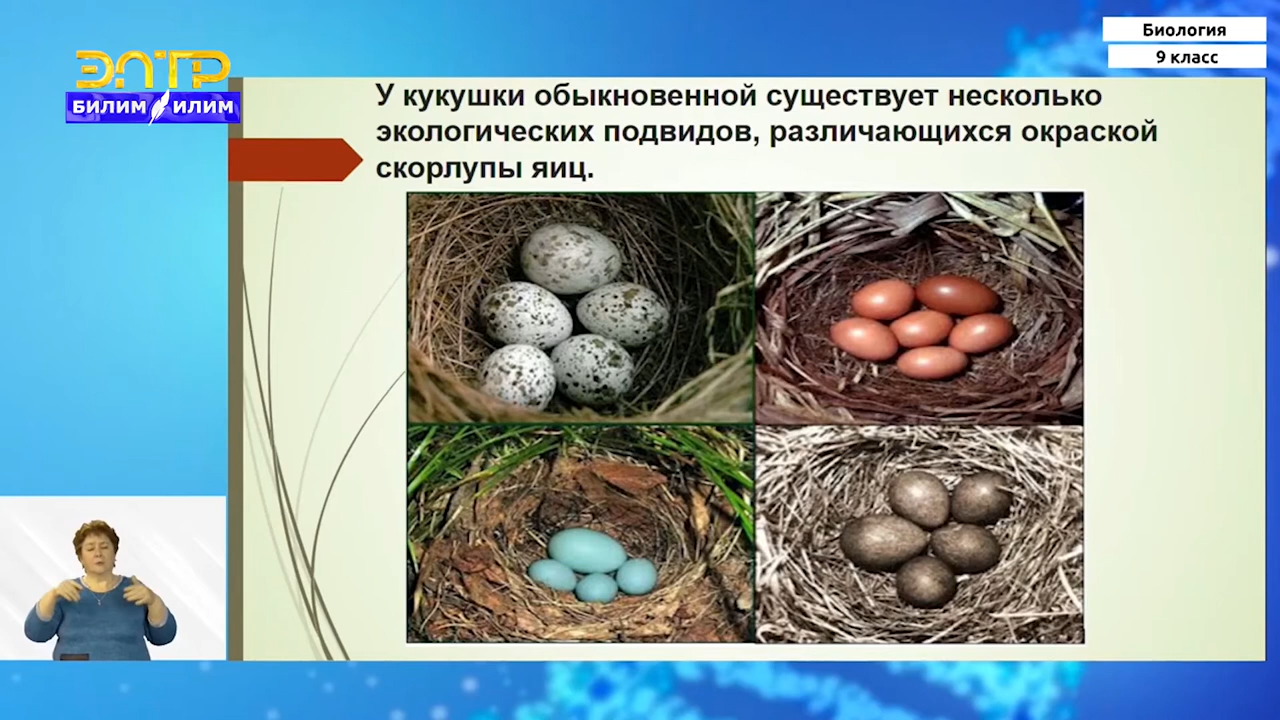 Биология
9 класс
ЭЛТР
БИЛИМ ИЛИМ
У кукушки обыкновенной существует несколько
экологических подвидов, различающихся окраской
скорлупы яиц.